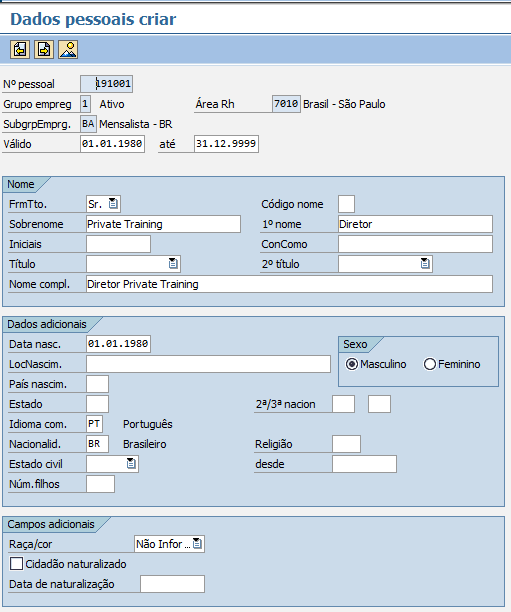 Dados pessoais criar
Nº pessoal 191001
Grupo empreg 1 Ativo Área Rh 7010 Brasil - São Paulo
SubgrpEmprg. BA Mensalista - BR
Válido 01.01.1980 até 31.12.9999
Nome
FrmTto. Sr. Código nome
Sobrenome Private Training 1º nome Diretor
Iniciais ConComo
Título 2º título
Nome compl. Diretor Private Training
Dados adicionais
Data nasc. 01.01.1980 Sexo
LocNascim. Masculino Feminino
País nascim.
Estado 2ª/3ª nacion
Idioma com. PT Português
Nacionalid. BR Brasileiro Religião
Estado civil desde
Núm.filhos
Campos adicionais
Raça/cor Não Infor ...
Cidadão naturalizado
Data de naturalização